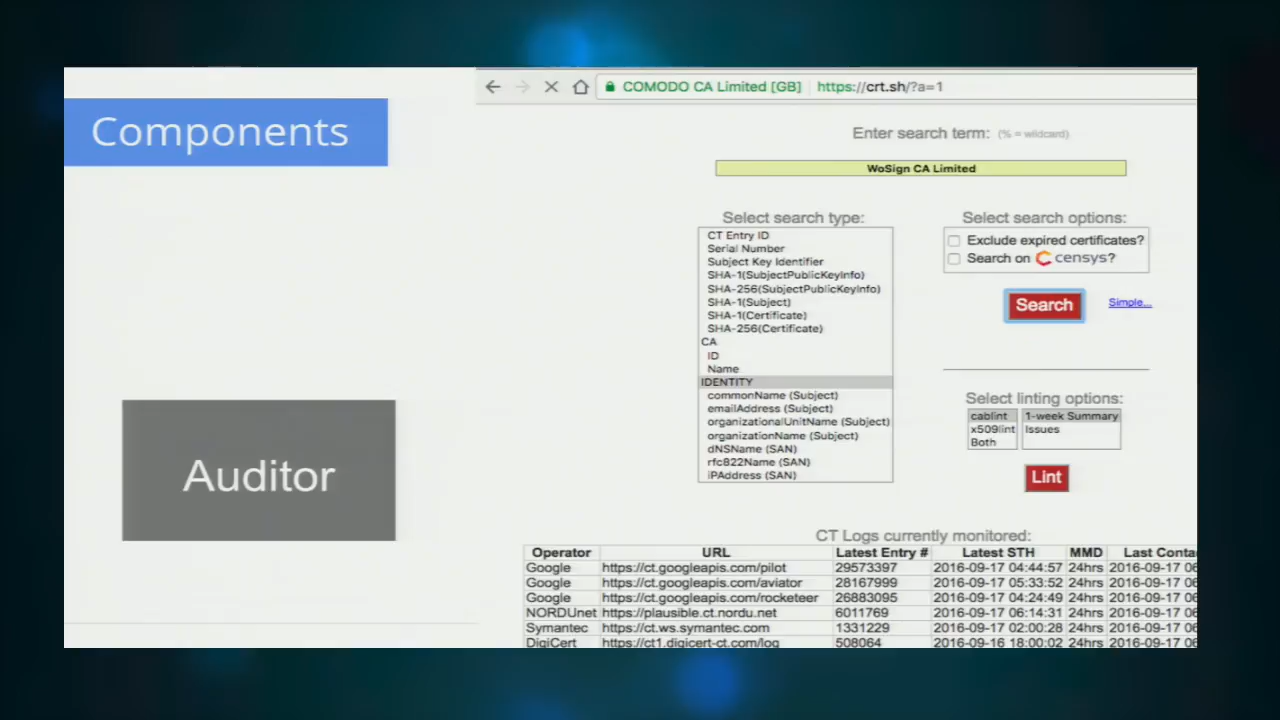 Components
Auditor
COMODO CA Limited [GB] https://crt.sh/?a=1
Enter search term: (% = wildcard)
WoSign CA Limited
Select search type:
CT Entry ID
Serial Number
Subject Key Identifier
SHA-1(SubjectPublicKeyInfo)
SHA-256(SubjectPublicKeyInfo)
SHA-1(Subject)
SHA-1(Certificate)
SHA-256(Certificate)
CA
ID
Name
IDENTITY
commonName (Subject)
emailAddress (Subject)
organizationalUnitName (Subject)
organizationName (Subject)
dNSName (SAN)
rfc822Name (SAN)
iPAddress (SAN)
Select search options:
Exclude expired certificates?
Search on censys?
Search Simple...
Select linting options:
cablint 1-week Summary
x509lint Issues
Both
Lint
CT Logs currently monitored:
Operator URL Latest Entry # Latest STH MMD Last Conta
Google https://ct.googleapis.com/pilot 29573397 2016-09-17 04:44:57 24hrs 2016-09-17 06
Google https://ct.googleapis.com/aviator 28167999 2016-09-17 05:33:52 24hrs 2016-09-17 06
Google https://ct.googleapis.com/rocketeer 26883095 2016-09-17 04:24:49 24hrs 2016-09-17 06
NORDUnet https://plausible.ct.nordu.net 6011769 2016-09-17 06:14:31 24hrs 2016-09-17 06
Symantec https://ct.ws.symantec.com 1331229 2016-09-17 02:00:28 24hrs 2016-09-17 06
DigiCert https://ct1.digicert-ct.com/log 508064 2016-09-16 18:00:02 24hrs 2016-09-17 06